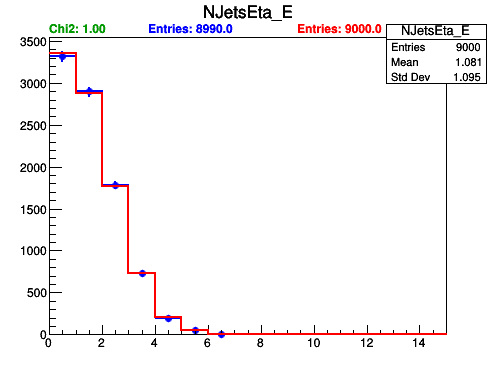 NJetsEta_E
Chi2: 1.00 Entries: 8990.0 Entries: 9000.0
NJetsEta_E
Entries 9000
Mean 1.081
Std Dev 1.095
3500
3000
2500
2000
1500
1000
500
0
0 2 4 6 8 10 12 14